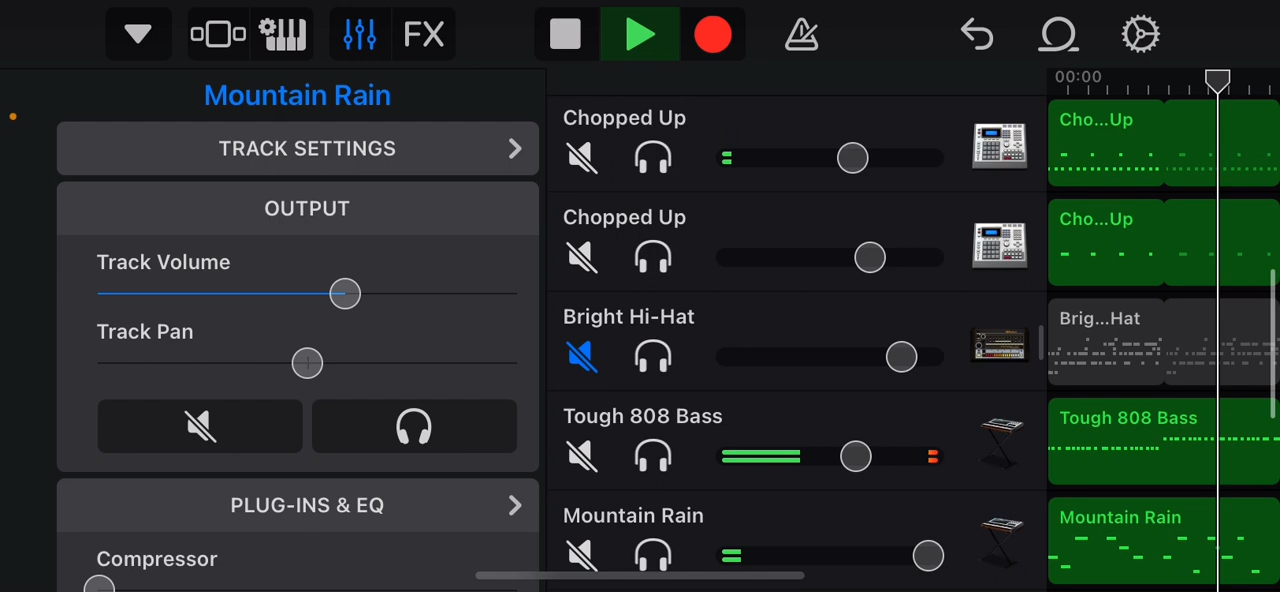 FX
Mountain Rain
TRACK SETTINGS
OUTPUT
Track Volume
Track Pan
PLUG-INS & EQ
Compressor
Chopped Up
Chopped Up
Bright Hi-Hat
Tough 808 Bass
Mountain Rain
00:00
Cho...Up
Cho...Up
Brig...Hat
Tough 808 Bass
Mountain Rain